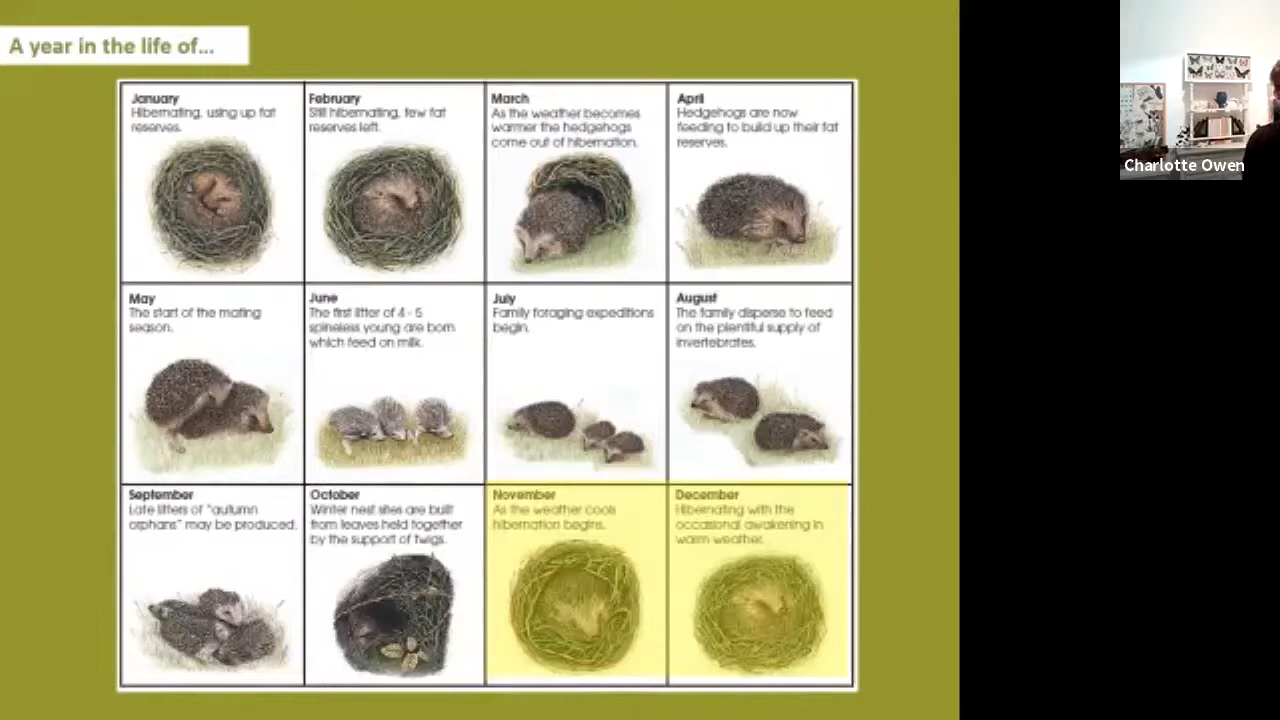 A year in the life of...
January
Hibernating, using up fat
reserves.
February
Still hibernating, few fat
reserves left.
March
As the weather becomes
warmer the hedgehogs
come out of hibernation.
April
Hedgehogs are now
feeding to build up their fat
reserves.
May
The start of the mating
season.
June
The first litter of 4 - 5
spineless young are born
which feed on milk.
July
Family foraging expeditions
begin.
August
The family disperse to feed
on the plentiful supply of
invertebrates.
September
Late litters of "autumn
orphans" may be produced.
October
Winter nest sites are built
from leaves held together
by the support of twigs.
November
As the weather cools
hibernation begins.
December
Hibernating with the
occasional awakening in
warm weather.
Charlotte Owen